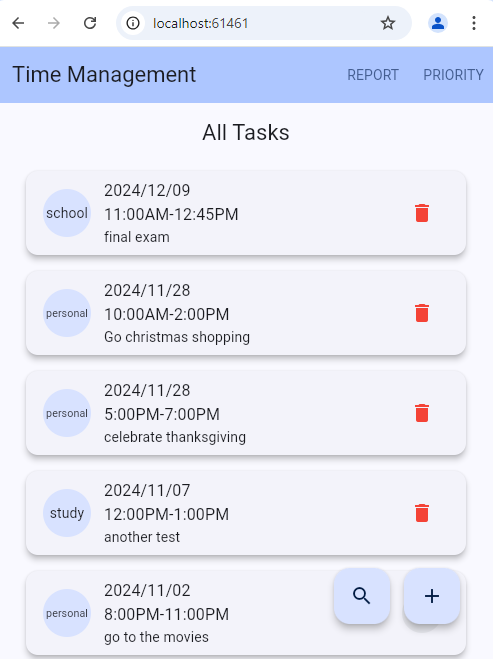 localhost:61461
Time Management
REPORT
PRIORITY
All Tasks
school
2024/12/09
11:00AM-12:45PM
final exam
personal
2024/11/28
10:00AM-2:00PM
Go christmas shopping
personal
2024/11/28
5:00PM-7:00PM
celebrate thanksgiving
study
2024/11/07
12:00PM-1:00PM
another test
personal
2024/11/02
8:00PM-11:00PM
go to the movies